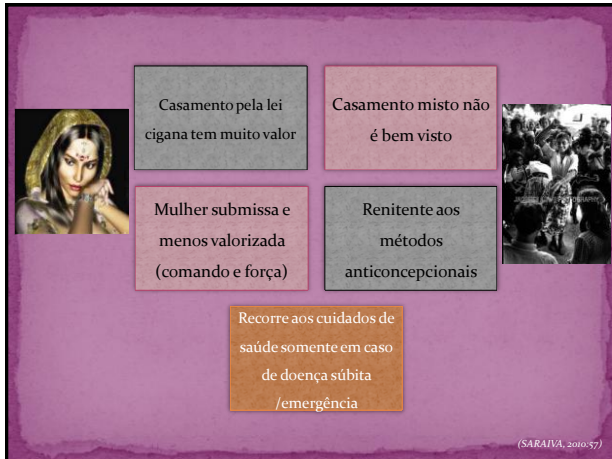 Casamento pela lei
cigana tem muito valor
Casamento misto não
é bem visto
Mulher submissa e
menos valorizada
(comando e força)
Renitente aos
métodos
anticoncepcionais
Recorre aos cuidados de
saúde somente em caso
de doença súbita
/emergência
(SARAIVA, 2010:57)